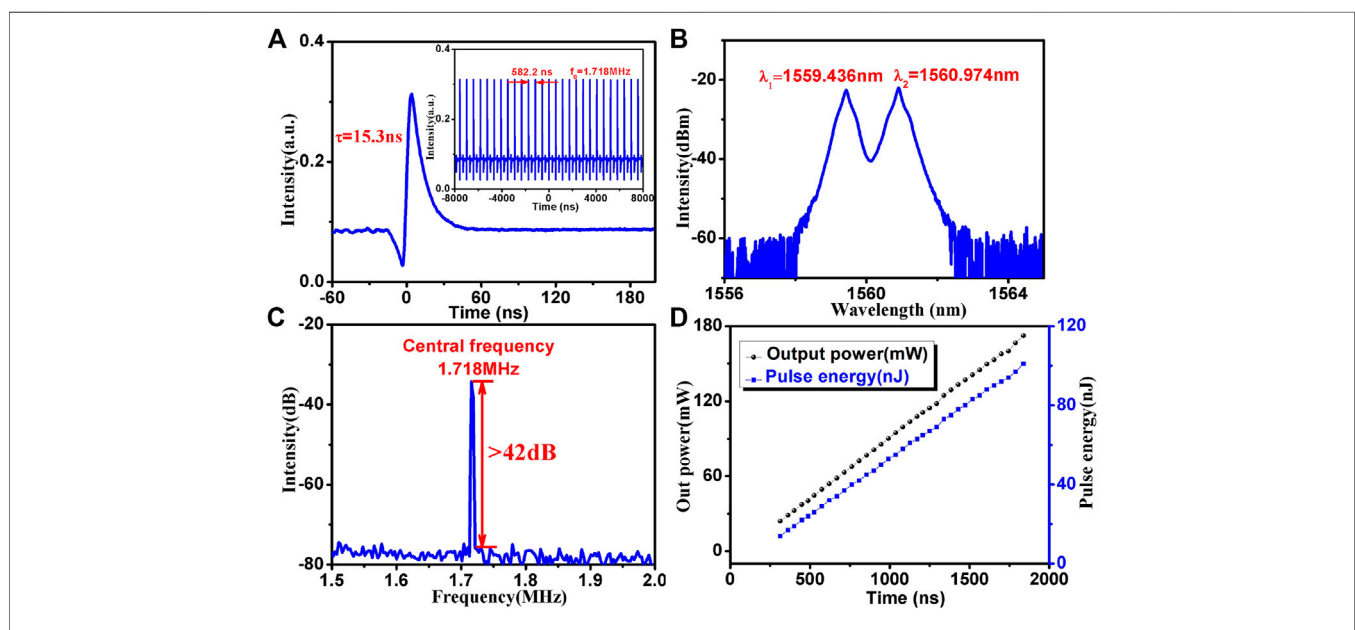 A
0.4
0.2
0.0
Intensity(a.u.)
τ=15.3ns
-60
0
60
120
180
Time (ns)
0.4
0.3
0.1
0.0
Intensity(a.u.)
582.2 ns
f0=1.718MHz
-8000
-4000
0
4000
8000
Time (ns)
B
-20
-40
-60
Intensity(dBm)
λ1=1559.436nm
λ2=1560.974nm
1556
1560
1564
Wavelength (nm)
C
-20
-40
-60
-80
Intensity(dB)
Central frequency
1.718MHz
>42dB
1.5
1.6
1.7
1.8
1.9
2.0
Frequency(MHz)
D
180
120
60
0
Out power(mW)
Output power(mW)
Pulse energy(nJ)
120
80
40
0
Pulse energy(nJ)
0
500
1000
1500
2000
Time (ns)